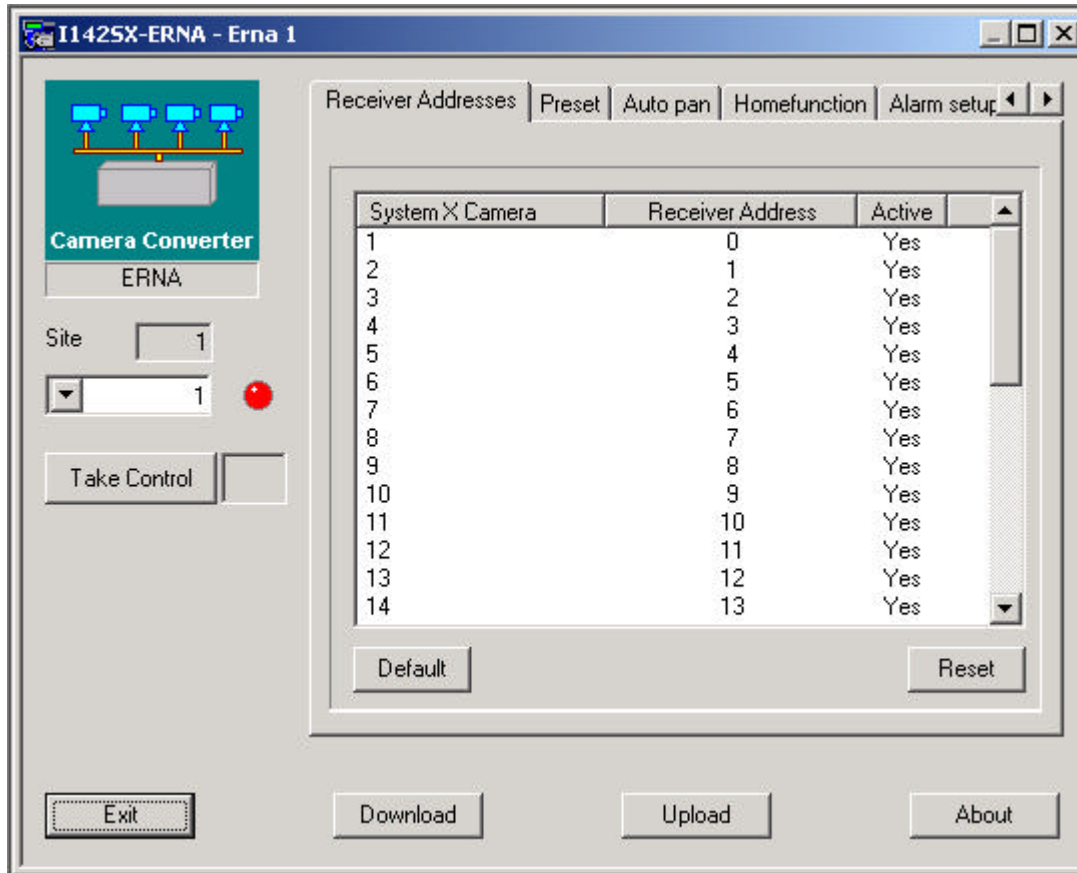 I142SX-ERNA - Erna 1
Camera Converter
ERNA
Site 1
1
Take Control
Receiver Addresses Preset Auto pan Homefunction Alarm setup
System X Camera Receiver Address Active
1 0 Yes
2 1 Yes
3 2 Yes
4 3 Yes
5 4 Yes
6 5 Yes
7 6 Yes
8 7 Yes
9 8 Yes
10 9 Yes
11 10 Yes
12 11 Yes
13 12 Yes
14 13 Yes
Default Reset
Exit Download Upload About